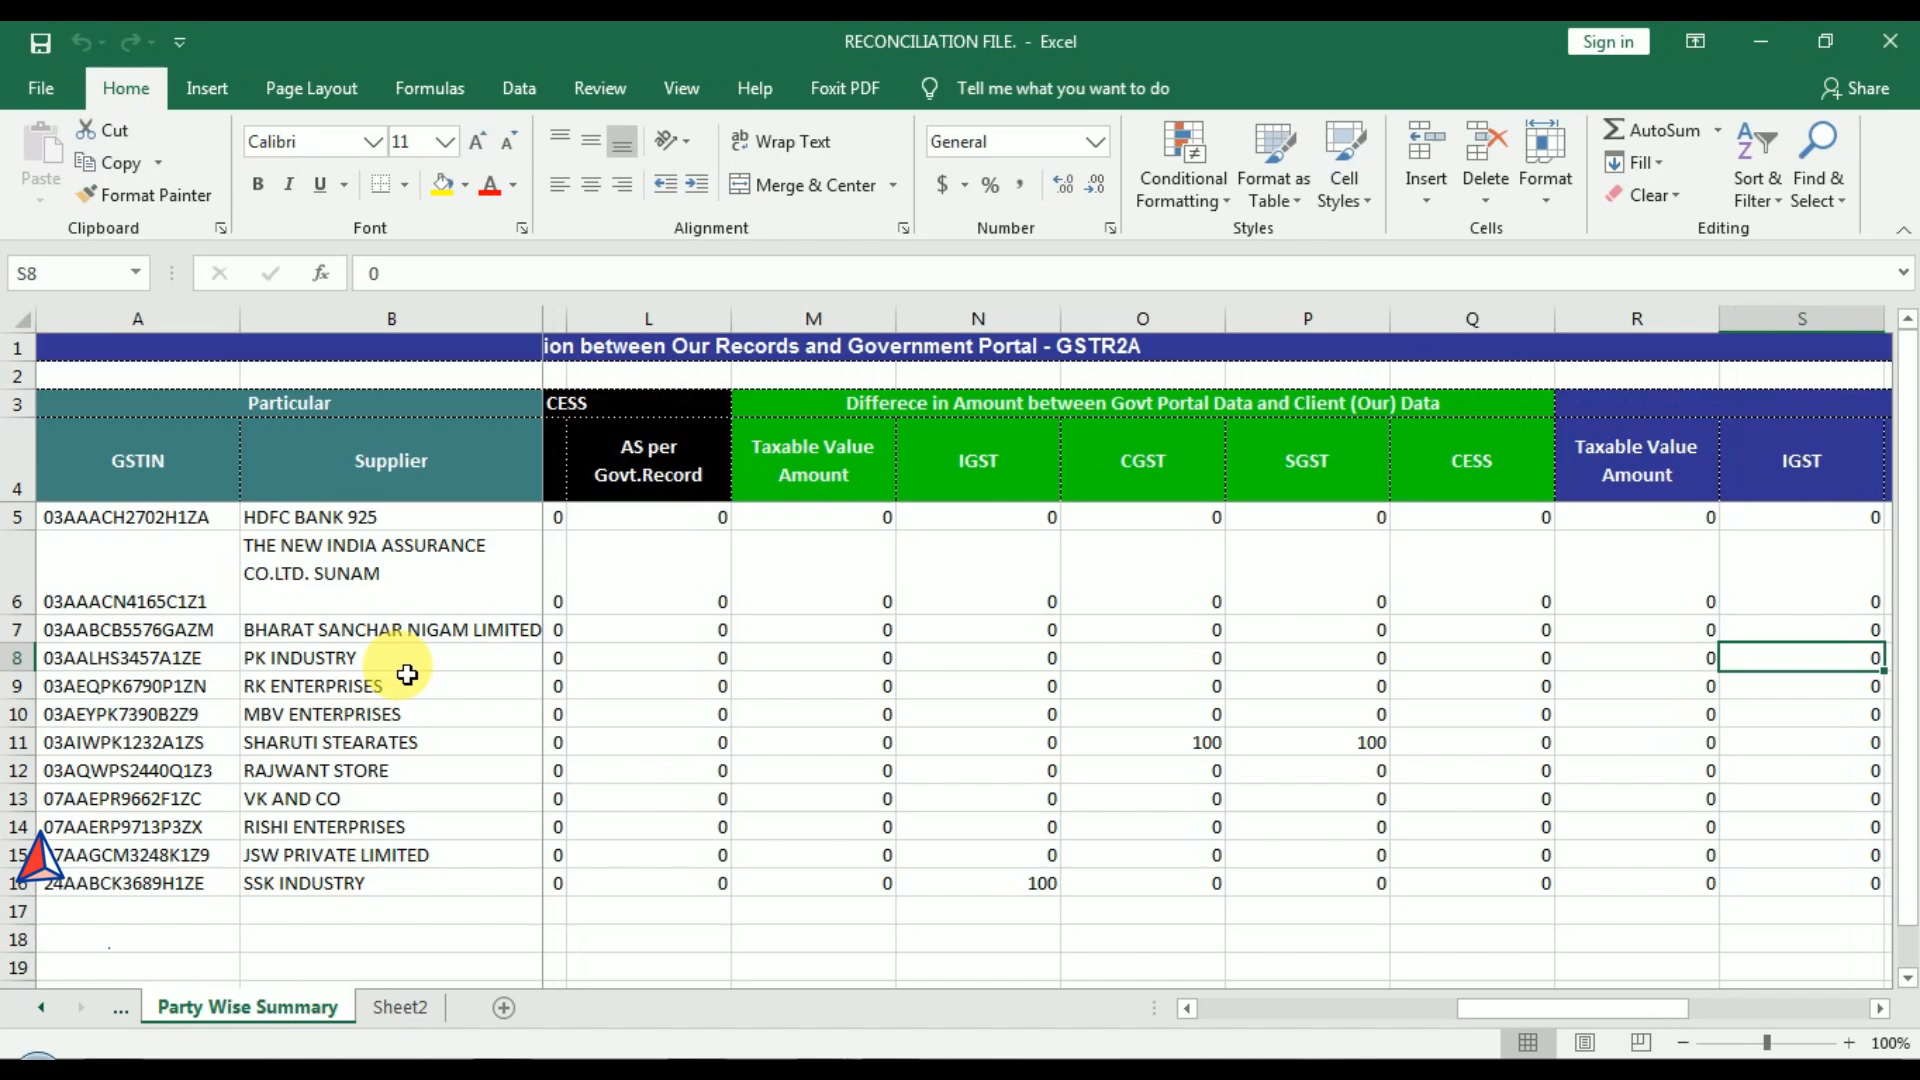 RECONCILIATION FILE. - Excel
Sign in
File Home Insert Page Layout Formulas Data Review View Help Foxit PDF Tell me what you want to do Share
Paste
Cut
Copy
Format Painter
Clipboard
Calibri 11
B I U
Font
Wrap Text
Merge & Center
Alignment
General
$ % ,
Number
Conditional Formatting
Format as Table
Cell Styles
Styles
Insert Delete Format
Cells
AutoSum
Fill
Clear
Sort & Filter
Find & Select
Editing
S8 fx 0
A B L M N O P Q R S
1 ion between Our Records and Government Portal - GSTR2A
2
3 Particular CESS Differece in Amount between Govt Portal Data and Client (Our) Data
4 GSTIN Supplier AS per Govt.Record Taxable Value Amount IGST CGST SGST CESS Taxable Value Amount IGST
5 03AAACH2702H1ZA HDFC BANK 925 0 0 0 0 0 0 0 0 0
THE NEW INDIA ASSURANCE
CO.LTD. SUNAM
6 03AAACN4165C1Z1 0 0 0 0 0 0 0 0 0
7 03AABCB5576GAZM BHARAT SANCHAR NIGAM LIMITED 0 0 0 0 0 0 0 0 0
8 03AALHS3457A1ZE PK INDUSTRY 0 0 0 0 0 0 0 0 0
9 03AEQPK6790P1ZN RK ENTERPRISES 0 0 0 0 0 0 0 0 0
10 03AEYPK7390B2Z9 MBV ENTERPRISES 0 0 0 0 0 0 0 0 0
11 03AIWPK1232A1ZS SHARUTI STEARATES 0 0 0 0 100 100 0 0 0
12 03AQWPS2440Q1Z3 RAJWANT STORE 0 0 0 0 0 0 0 0 0
13 07AAEPR9662F1ZC VK AND CO 0 0 0 0 0 0 0 0 0
14 07AAERP9713P3ZX RISHI ENTERPRISES 0 0 0 0 0 0 0 0 0
15 7AAGCM3248K1Z9 JSW PRIVATE LIMITED 0 0 0 0 0 0 0 0 0
16 24AABCK3689H1ZE SSK INDUSTRY 0 0 0 100 0 0 0 0 0
17
18
19
... Party Wise Summary Sheet2
100%